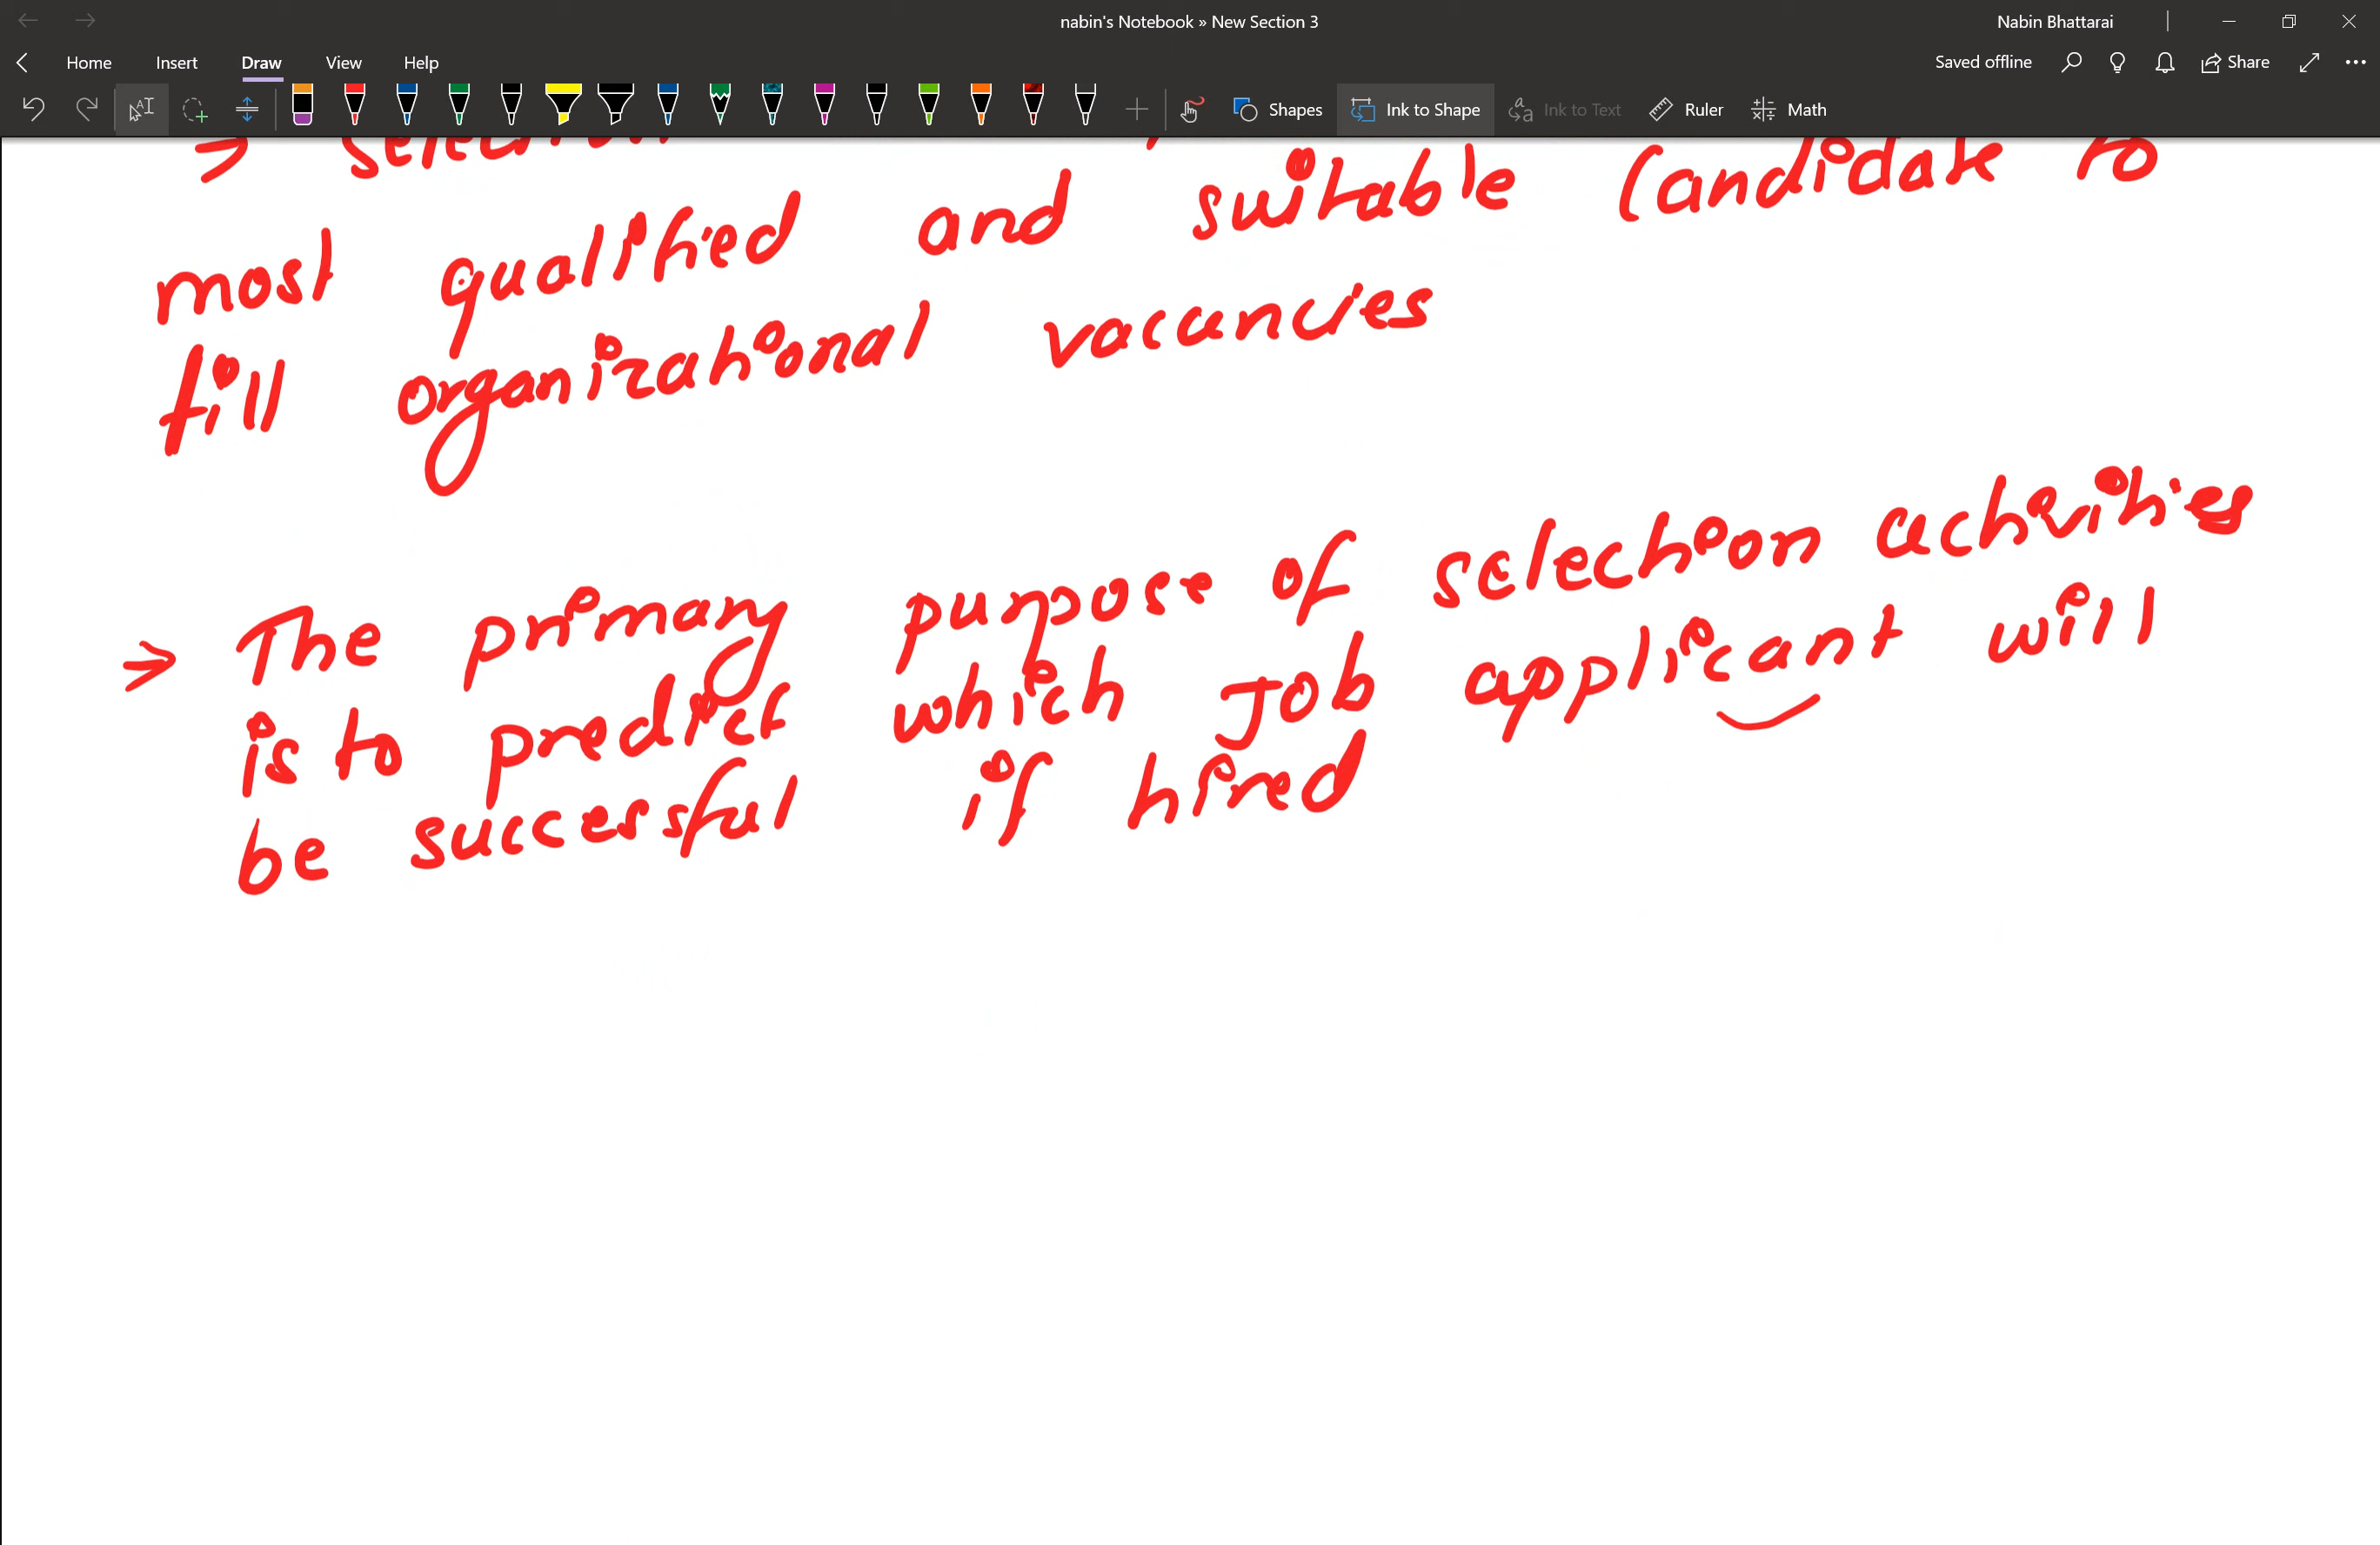 nabin's Notebook » New Section 3
Nabin Bhattarai
Home Insert Draw View Help
Saved offline
Share
Shapes
Ink to Shape
Ink to Text
Ruler
Math
most qualified and suitable candidate to
fill organizational vacancies
⇒ The primary purpose of selection activities
is to predict which Job applicant will
be successful if hired